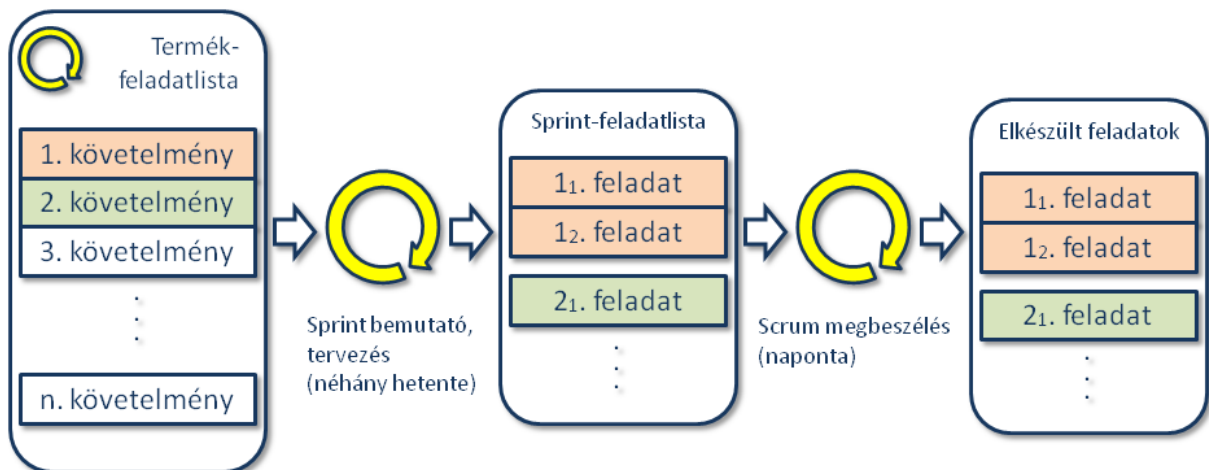 Termék-
feladatlista
1. követelmény
2. követelmény
3. követelmény
.
.
.
n. követelmény
Sprint bemutató,
tervezés
(néhány hetente)
Sprint-feladatlista
1₁. feladat
1₂. feladat
2₁. feladat
.
.
.
Scrum megbeszélés
(naponta)
Elkészült feladatok
1₁. feladat
1₂. feladat
2₁. feladat
.
.
.